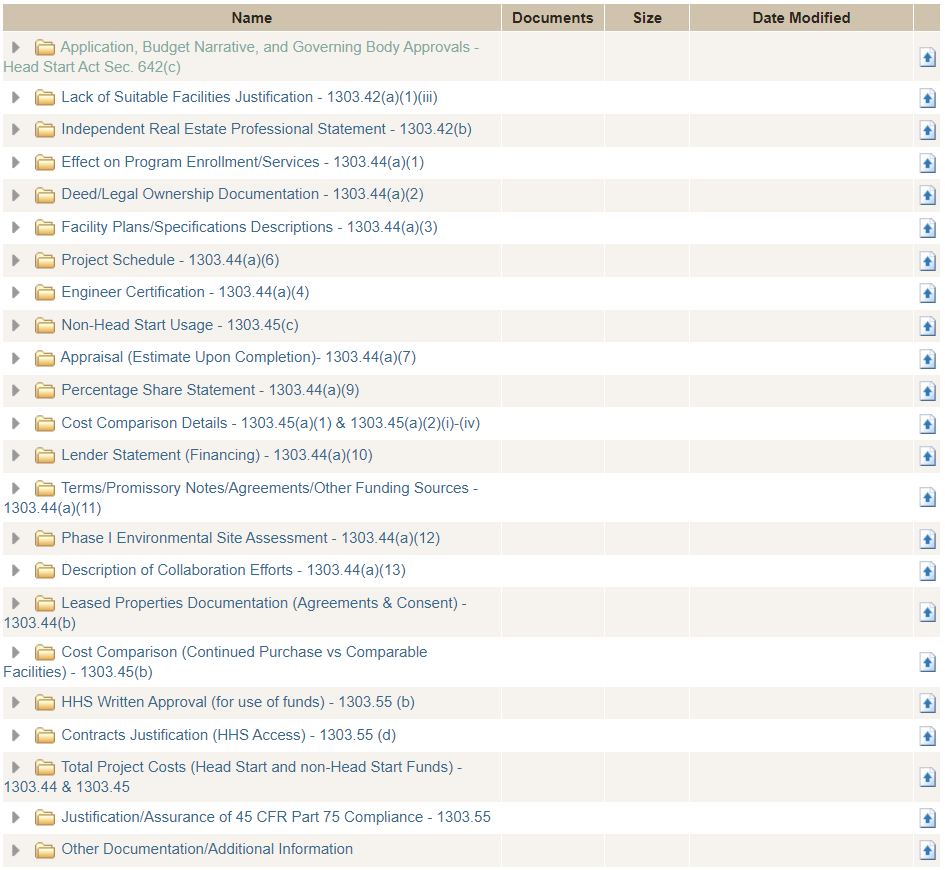 Name Documents Size Date Modified
Application, Budget Narrative, and Governing Body Approvals -
Head Start Act Sec. 642(c)
Lack of Suitable Facilities Justification - 1303.42(a)(1)(iii)
Independent Real Estate Professional Statement - 1303.42(b)
Effect on Program Enrollment/Services - 1303.44(a)(1)
Deed/Legal Ownership Documentation - 1303.44(a)(2)
Facility Plans/Specifications Descriptions - 1303.44(a)(3)
Project Schedule - 1303.44(a)(6)
Engineer Certification - 1303.44(a)(4)
Non-Head Start Usage - 1303.45(c)
Appraisal (Estimate Upon Completion)- 1303.44(a)(7)
Percentage Share Statement - 1303.44(a)(9)
Cost Comparison Details - 1303.45(a)(1) & 1303.45(a)(2)(i)-(iv)
Lender Statement (Financing) - 1303.44(a)(10)
Terms/Promissory Notes/Agreements/Other Funding Sources -
1303.44(a)(11)
Phase I Environmental Site Assessment - 1303.44(a)(12)
Description of Collaboration Efforts - 1303.44(a)(13)
Leased Properties Documentation (Agreements & Consent) -
1303.44(b)
Cost Comparison (Continued Purchase vs Comparable
Facilities) - 1303.45(b)
HHS Written Approval (for use of funds) - 1303.55 (b)
Contracts Justification (HHS Access) - 1303.55 (d)
Total Project Costs (Head Start and non-Head Start Funds) -
1303.44 & 1303.45
Justification/Assurance of 45 CFR Part 75 Compliance - 1303.55
Other Documentation/Additional Information